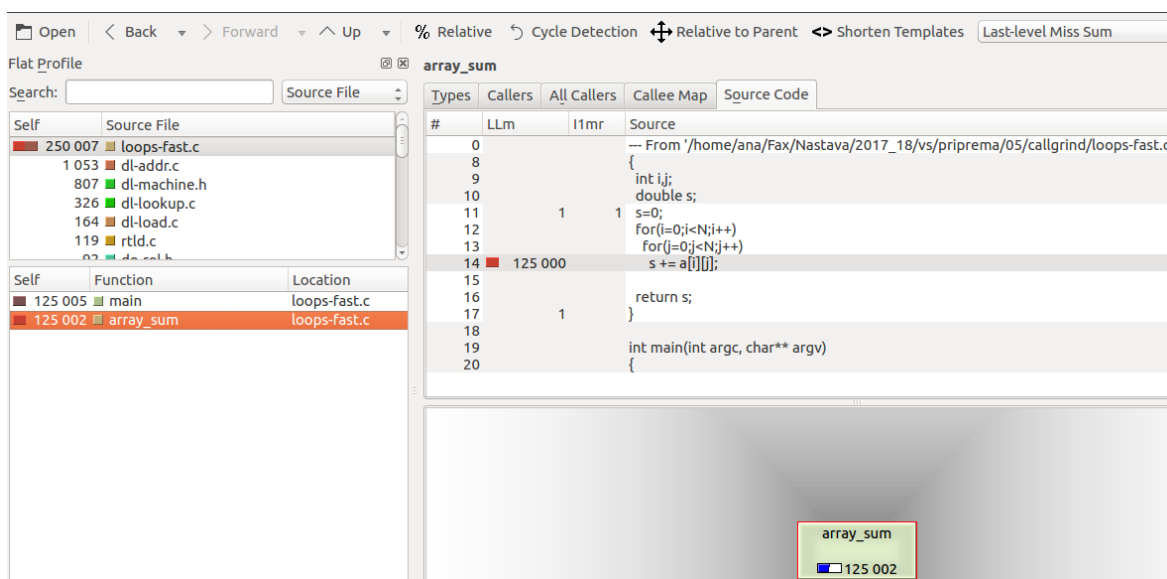 Open Back Forward Up % Relative Cycle Detection Relative to Parent <> Shorten Templates Last-level Miss Sum
Flat Profile
Search: Source File
Self Source File
250 007 loops-fast.c
1 053 dl-addr.c
807 dl-machine.h
326 dl-lookup.c
164 dl-load.c
119 rtld.c
Self Function Location
125 005 main loops-fast.c
125 002 array_sum loops-fast.c
array_sum
Types Callers All Callers Callee Map Source Code
# LLm I1mr Source
0 --- From '/home/ana/Fax/Nastava/2017_18/vs/priprema/05/callgrind/loops-fast.c
8 {
9 int i,j;
10 double s;
11 1 1 s=0;
12 for(i=0;i<N;i++)
13 for(j=0;j<N;j++)
14 125 000 s += a[i][j];
15
16 return s;
17 1 }
18
19 int main(int argc, char** argv)
20 {
array_sum
125 002